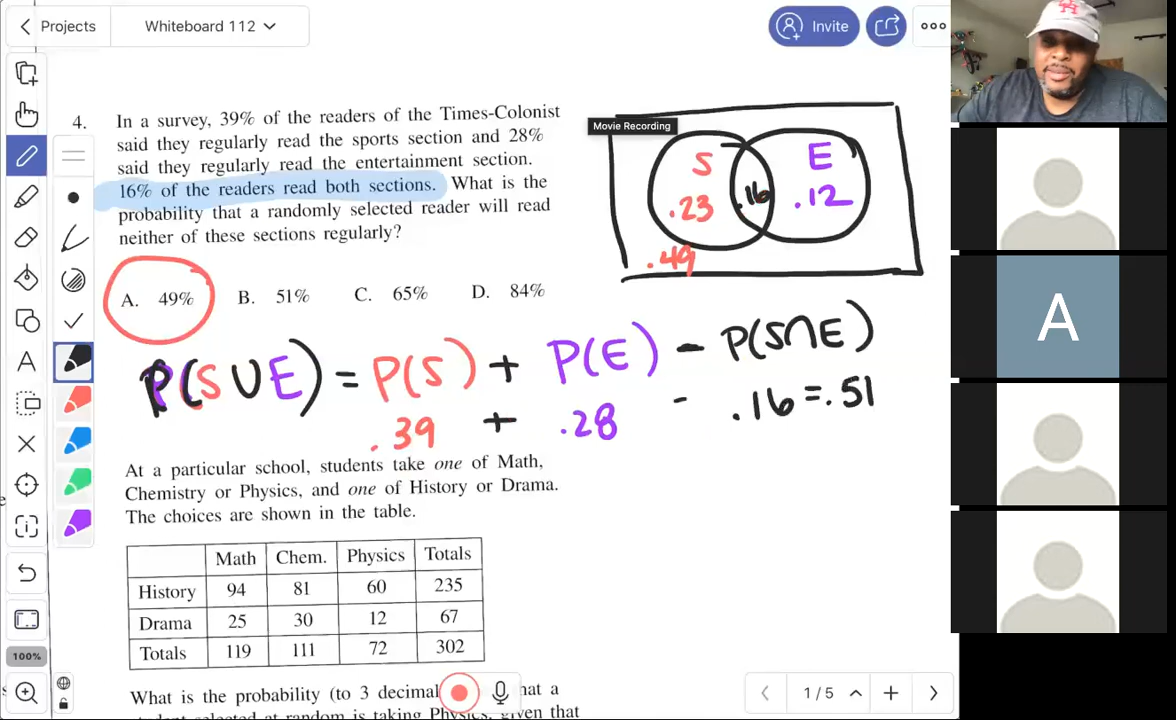 Projects
Whiteboard 112
Invite
4. In a survey, 39% of the readers of the Times-Colonist
said they regularly read the sports section and 28%
said they regularly read the entertainment section.
16% of the readers read both sections. What is the
probability that a randomly selected reader will read
neither of these sections regularly?
A. 49% B. 51% C. 65% D. 84%
Movie Recording
S E
.23 .16 .12
.49
P(S∪E) = P(S) + P(E) - P(S∩E)
.39 + .28 - .16 = .51
At a particular school, students take one of Math,
Chemistry or Physics, and one of History or Drama.
The choices are shown in the table.
Math Chem. Physics Totals
History 94 81 60 235
Drama 25 30 12 67
Totals 119 111 72 302
What is the probability (to 3 decimal hat a
taking given that
A
A
100%
1/5